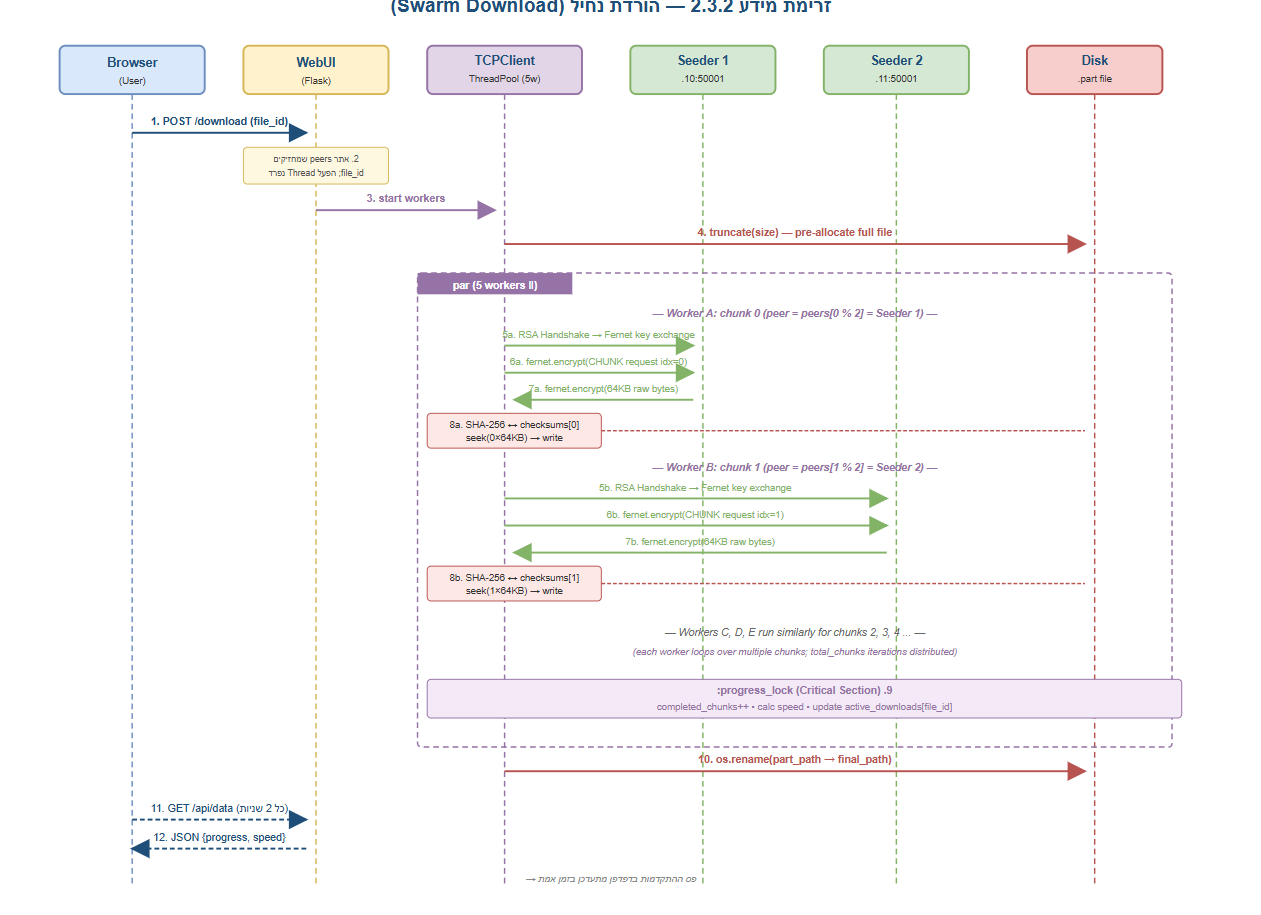 זרימת מידע 2.3.2 — הורדת נחיל (Swarm Download)
Browser
(User)
WebUI
(Flask)
TCPClient
ThreadPool (5w)
Seeder 1
.10:50001
Seeder 2
.11:50001
Disk
.part file
1. POST /download (file_id)
2. אתר peers שמחזיקים
file_id; הפעל Thread נפרד
3. start workers
4. truncate(size) — pre-allocate full file
par (5 workers ∥)
— Worker A: chunk 0 (peer = peers[0 % 2] = Seeder 1) —
5a. RSA Handshake → Fernet key exchange
6a. fernet.encrypt(CHUNK request idx=0)
7a. fernet.encrypt(64KB raw bytes)
8a. SHA-256 ↔ checksums[0]
seek(0×64KB) → write
— Worker B: chunk 1 (peer = peers[1 % 2] = Seeder 2) —
5b. RSA Handshake → Fernet key exchange
6b. fernet.encrypt(CHUNK request idx=1)
7b. fernet.encrypt(64KB raw bytes)
8b. SHA-256 ↔ checksums[1]
seek(1×64KB) → write
— Workers C, D, E run similarly for chunks 2, 3, 4 ... —
(each worker loops over multiple chunks; total_chunks iterations distributed)
:progress_lock (Critical Section) .9
completed_chunks++ • calc speed • update active_downloads[file_id]
10. os.rename(part_path → final_path)
11. GET /api/data (כל 2 שניות)
12. JSON {progress, speed}
פס ההתקדמות בדפדפן מתעדכן בזמן אמת →